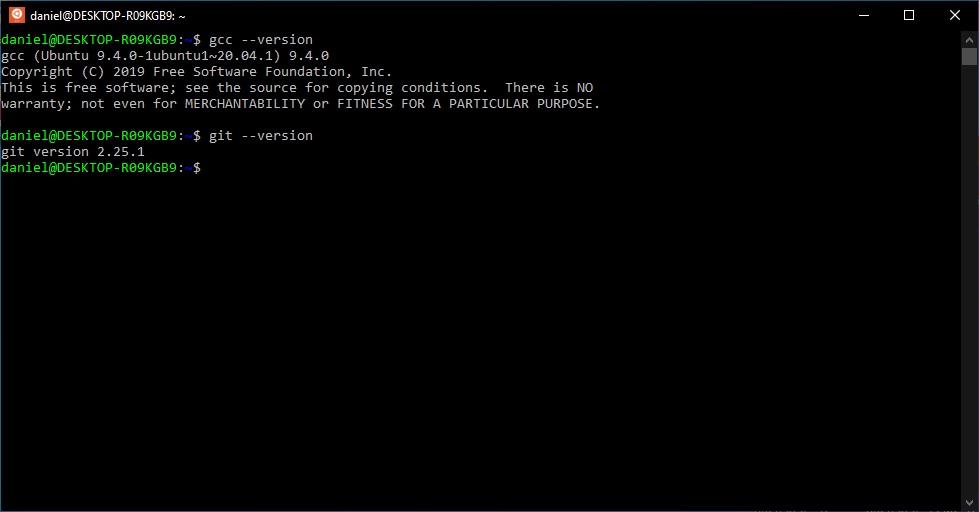 daniel@DESKTOP-R09KGB9: ~
daniel@DESKTOP-R09KGB9:~$ gcc --version
gcc (Ubuntu 9.4.0-1ubuntu1~20.04.1) 9.4.0
Copyright (C) 2019 Free Software Foundation, Inc.
This is free software; see the source for copying conditions.  There is NO
warranty; not even for MERCHANTABILITY or FITNESS FOR A PARTICULAR PURPOSE.
daniel@DESKTOP-R09KGB9:~$ git --version
git version 2.25.1
daniel@DESKTOP-R09KGB9:~$